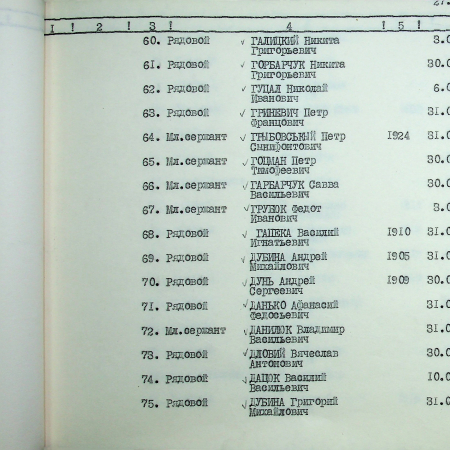 27.
1 ! 2 ! 3 ! 4 ! 5 !
60. Рядовой ГАЛИЦКИЙ Никита 3.0
Григорьевич
61. Рядовой ГОРБАРЧУК Никита 30.0
Григорьевич
62. Рядовой ГУЦАЛ Николай 6.0
Иванович
63. Рядовой ГРИНЕВИЧ Петр 31.0
Францович
64. Мл.сержант ГРЫБОВСЬКЫЙ Петр 1924 31.0
65. Мл.сержант ГОЦМАН Петр 30.0
Тимофеевич
66. Мл.сержант ГАРБАРЧУК Савва 30.0
Васильевич
67. Мл.сержант ГРУБОК Федот 3.0
Иванович
68. Рядовой ГАПЕКА Василий 1910 31.0
Игнатьевич
69. Рядовой ДУБИНА Андрей 1905 31.0
Михайлович
70. Рядовой ДУНЬ Андрей 1909 30.0
Сергеевич
71. Рядовой ДАНЬКО Афанасий 31.0
Федосьевич
72. Мл.сержант ДАНИЛЮК Владимир 31.0
Васильевич
73. Рядовой ДЛОВИЙ Вячеслав 30.0
Антонович
74. Рядовой ДАЦОК Василий 10.0
Васильевич
75. Рядовой ДУБИНА Григорий 31.0
Михайлович